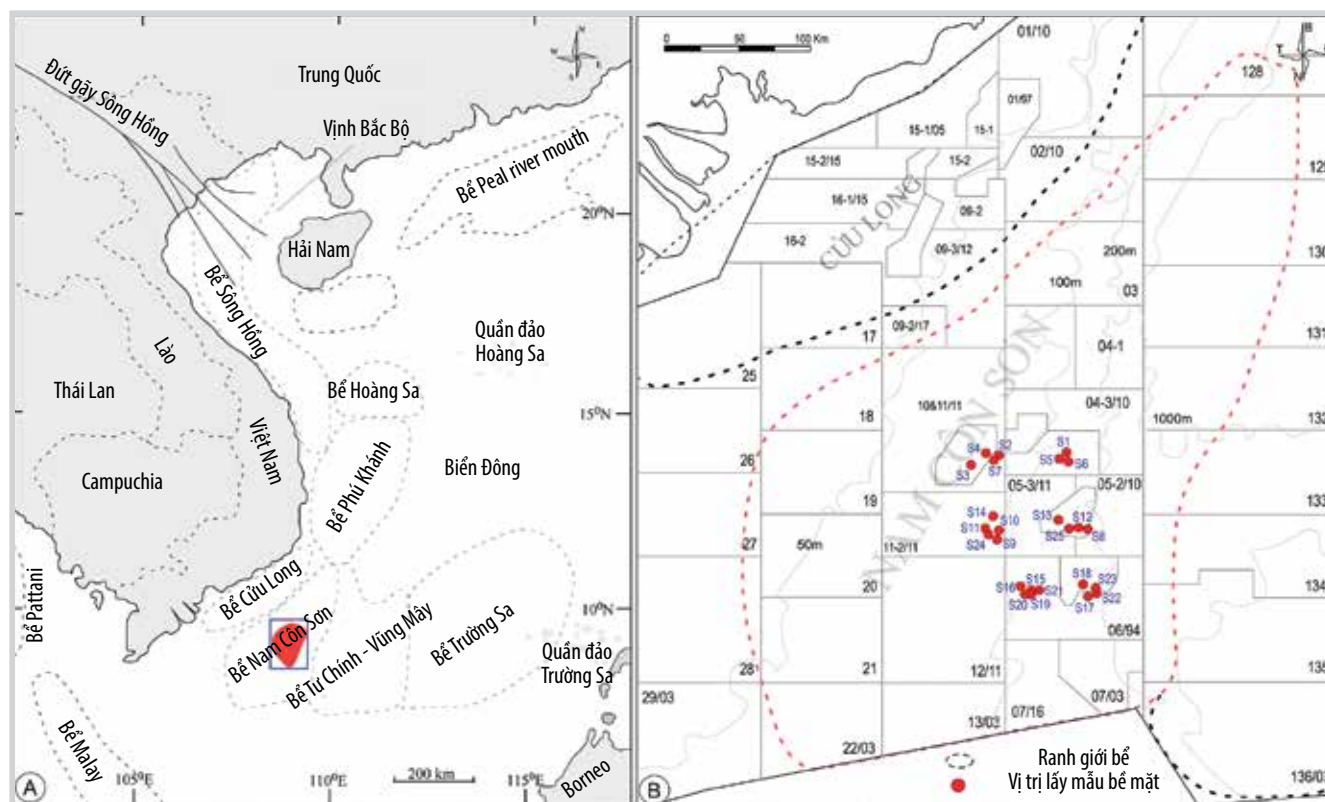 Trung Quốc
Đứt gãy Sông Hồng
Vịnh Bắc Bộ
Bể Peal river mouth
20°N
Hải Nam
Bể Sông Hồng
Quần đảo
Hoàng Sa
Lào
Thái Lan
Bể Hoàng Sa
15°N
Việt Nam
Campuchia
Bể Phú Khánh
Biển Đông
Bể Pattani
Bể Cửu Long
10°N
Bể Nam Côn Sơn
Bể Tư Chính - Vũng Mây
Bể Trường Sa
Quần đảo
Trường Sa
Bể Malay
Borneo
A
105°E
110°E
200 km
115°E
0 50 100 Km
01/10
B
T
128
01/97
15-1/05
15-1
02/10
15-2/15
15-2
129
16-1/15
09-2
CỬU LONG
16-2
09-3/12
200m
130
100m
03
09-2/17
17
131
NAM CÔN SƠN
04-1
25
18
10&11/11
04-3/10
1000m
132
S4
S2
S1
S3
S7
S5
S6
26
05-3/11
05-2/10
19
133
S14
S10
S13
S12
S11
S24
S9
S25
S8
27
50m
11-2/11
S16
S15
S21
S18
S23
20
134
S20
S19
S17
S22
06/94
28
21
12/11
135
29/03
07/03
07/16
13/03
22/03
136/03
B
Ranh giới bể
Vị trị lấy mẫu bề mặt